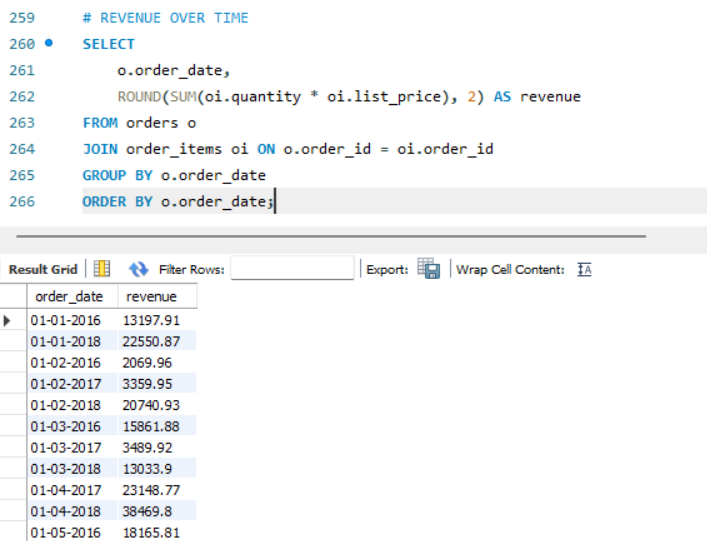 259 # REVENUE OVER TIME
260 SELECT
261 o.order_date,
262 ROUND(SUM(oi.quantity * oi.list_price), 2) AS revenue
263 FROM orders o
264 JOIN order_items oi ON o.order_id = oi.order_id
265 GROUP BY o.order_date
266 ORDER BY o.order_date;
Result Grid Filter Rows: Export: Wrap Cell Content: IA
order_date revenue
01-01-2016 13197.91
01-01-2018 22550.87
01-02-2016 2069.96
01-02-2017 3359.95
01-02-2018 20740.93
01-03-2016 15861.88
01-03-2017 3489.92
01-03-2018 13033.9
01-04-2017 23148.77
01-04-2018 38469.8
01-05-2016 18165.81